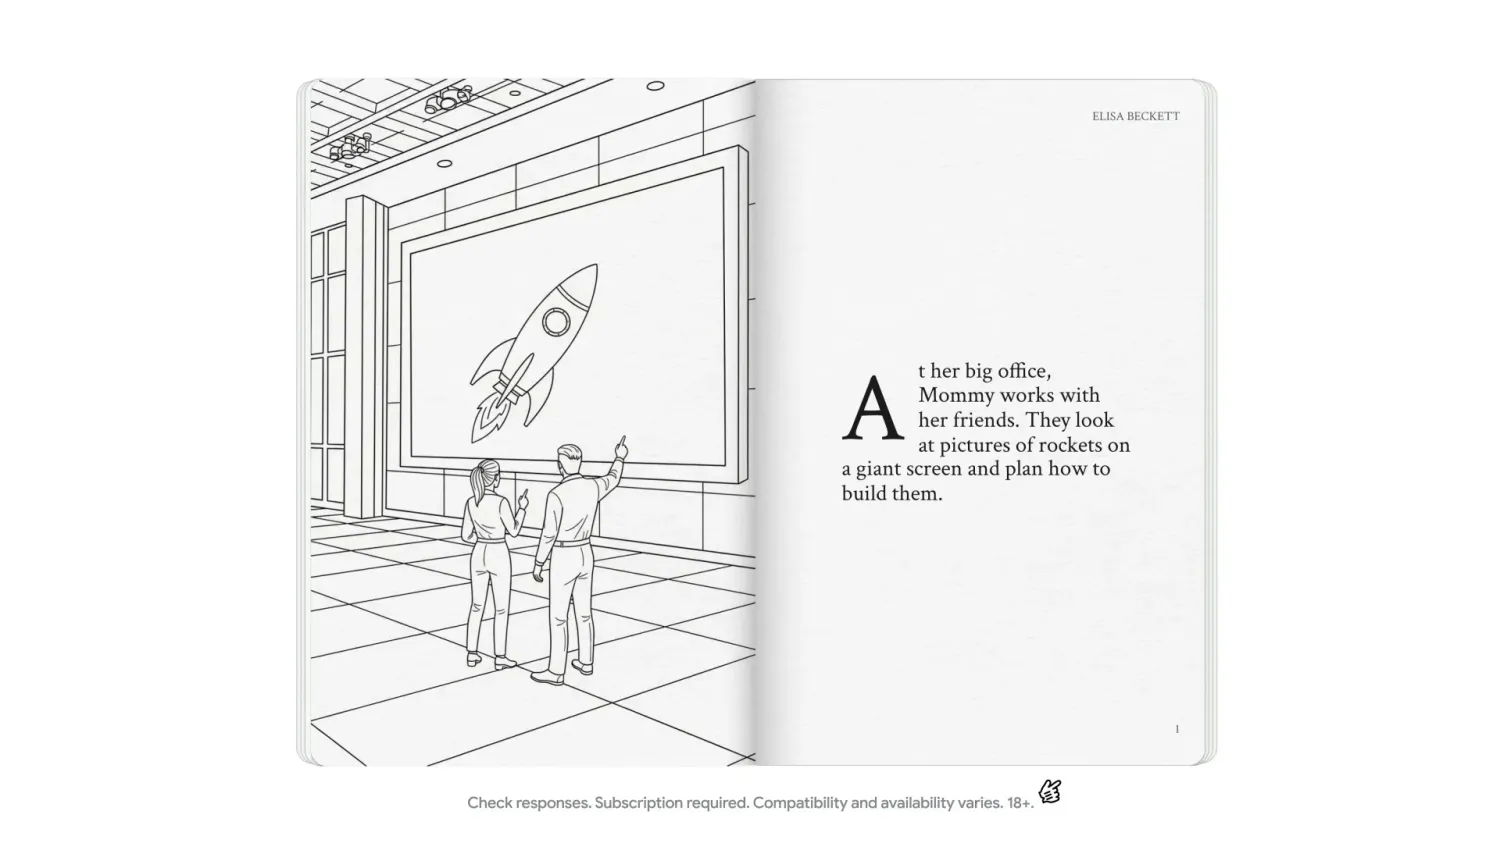 ELISA BECKETT
At her big office,
Mommy works with
her friends. They look
at pictures of rockets on
a giant screen and plan how to
build them.
1
Check responses. Subscription required. Compatibility and availability varies. 18+.